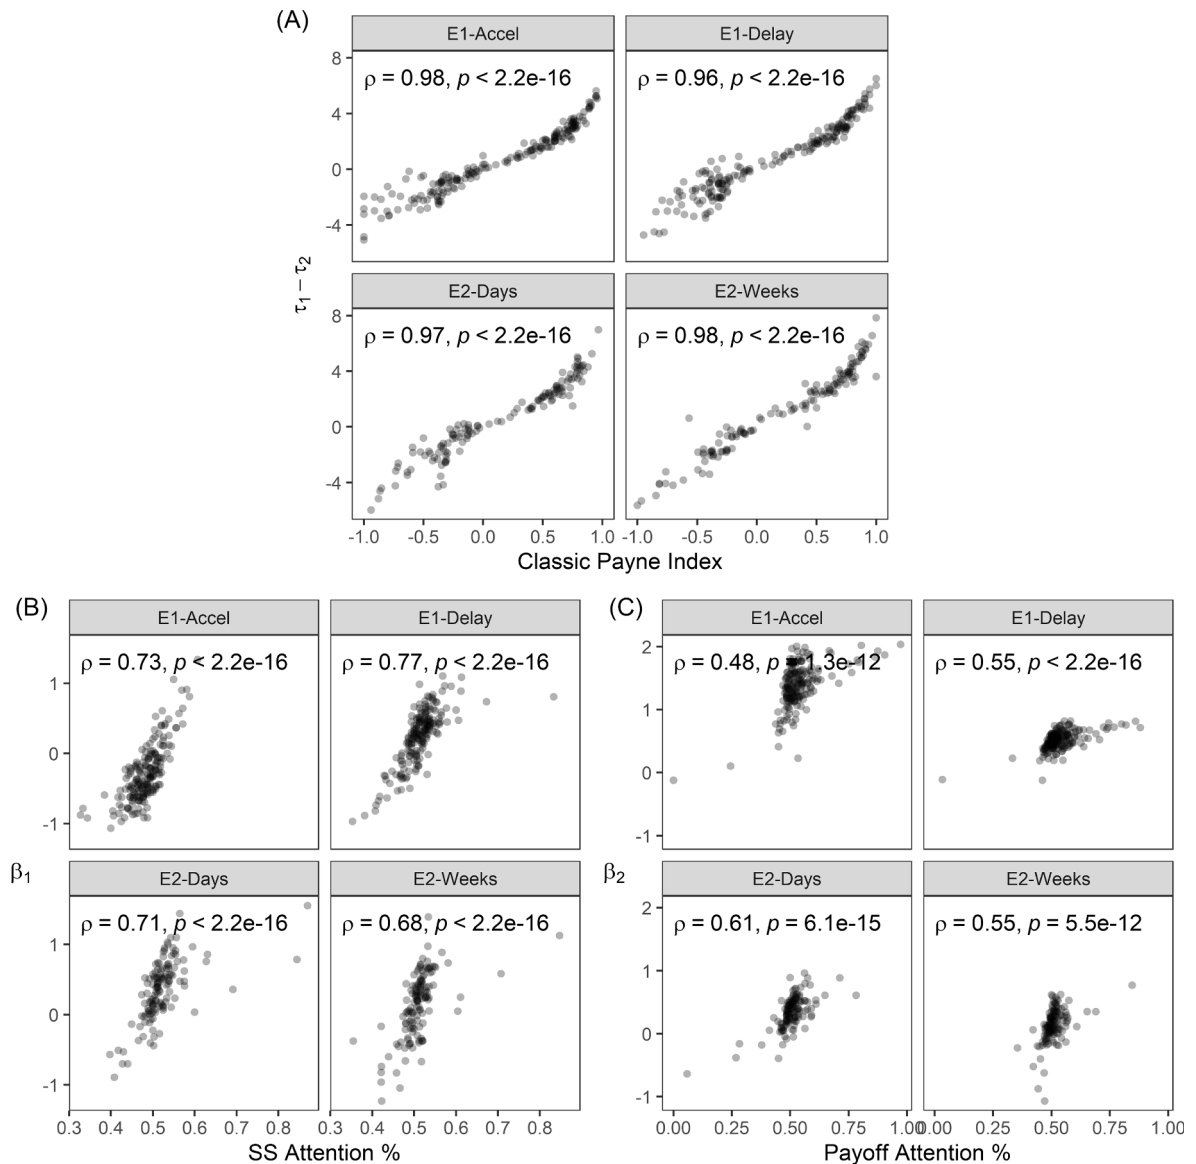 (A)
E1-Accel
E1-Delay
ρ = 0.98, p < 2.2e-16
ρ = 0.96, p < 2.2e-16
8
4
0
-4
E2-Days
E2-Weeks
ρ = 0.97, p < 2.2e-16
ρ = 0.98, p < 2.2e-16
8
4
0
-4
τ1 – τ2
-1.0 -0.5 0.0 0.5 1.0
-1.0 -0.5 0.0 0.5 1.0
Classic Payne Index
(B)
E1-Accel
E1-Delay
ρ = 0.73, p < 2.2e-16
ρ = 0.77, p < 2.2e-16
1
0
-1
β1
E2-Days
E2-Weeks
ρ = 0.71, p < 2.2e-16
ρ = 0.68, p < 2.2e-16
1
0
-1
0.3 0.4 0.5 0.6 0.7 0.8
0.3 0.4 0.5 0.6 0.7 0.8
SS Attention %
(C)
E1-Accel
E1-Delay
ρ = 0.48, p = 1.3e-12
ρ = 0.55, p < 2.2e-16
2
1
0
-1
β2
E2-Days
E2-Weeks
ρ = 0.61, p = 6.1e-15
ρ = 0.55, p = 5.5e-12
2
1
0
-1
0.00 0.25 0.50 0.75 1.00
0.00 0.25 0.50 0.75 1.00
Payoff Attention %